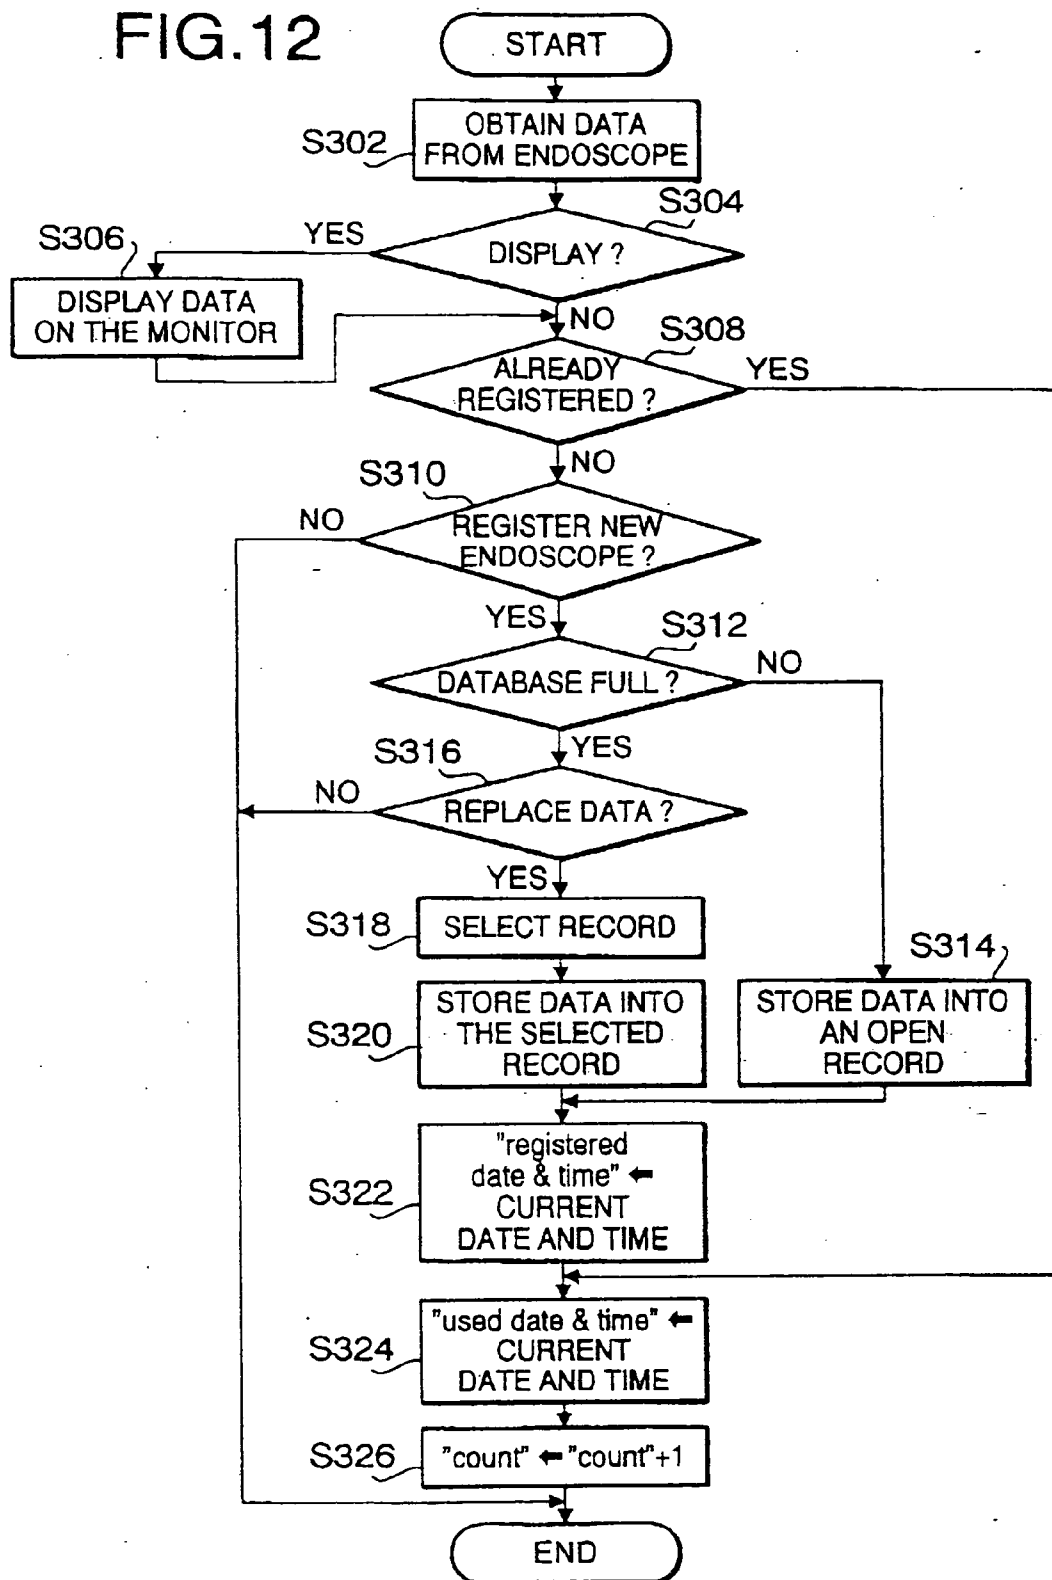 FIG.12
START
S302
OBTAIN DATA
FROM ENDOSCOPE
S304
YES
S306
DISPLAY ?
DISPLAY DATA
ON THE MONITOR
NO
S308
ALREADY
REGISTERED ?
YES
NO
S310
NO
REGISTER NEW
ENDOSCOPE ?
YES
S312
NO
DATABASE FULL ?
YES
S316
NO
REPLACE DATA ?
YES
S318
SELECT RECORD
S314
S320
STORE DATA INTO
THE SELECTED
RECORD
STORE DATA INTO
AN OPEN
RECORD
S322
"registered
date & time" ←
CURRENT
DATE AND TIME
S324
"used date & time" ←
CURRENT
DATE AND TIME
S326
"count" ← "count"+1
END